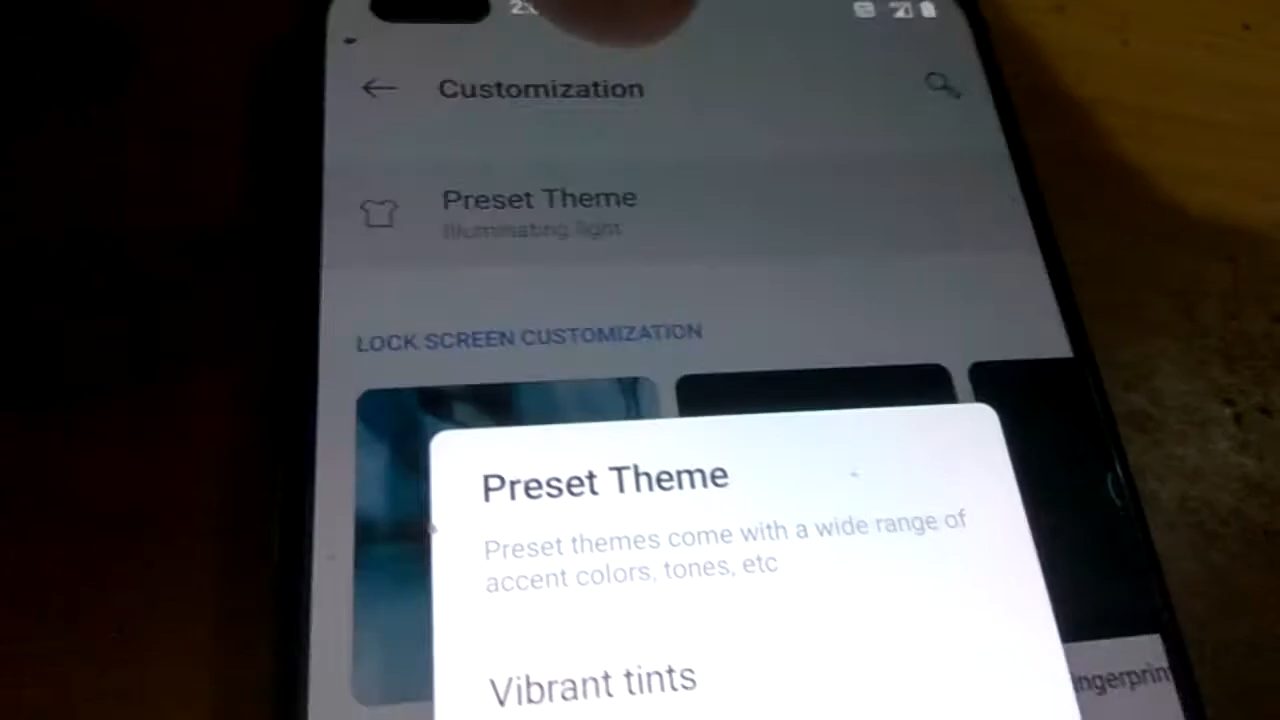 Customization
Preset Theme
Illuminating light
LOCK SCREEN CUSTOMIZATION
Preset Theme
Preset themes come with a wide range of
accent colors, tones, etc
Vibrant tints